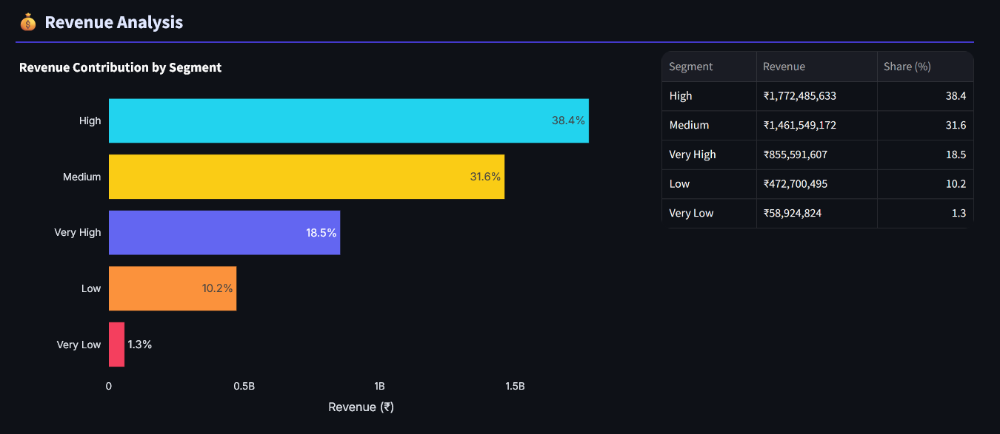 Revenue Analysis
Revenue Contribution by Segment
High 38.4%
Medium 31.6%
Very High 18.5%
Low 10.2%
Very Low 1.3%
0 0.5B 1B 1.5B
Revenue (₹)
Segment Revenue Share (%)
High ₹1,772,485,633 38.4
Medium ₹1,461,549,172 31.6
Very High ₹855,591,607 18.5
Low ₹472,700,495 10.2
Very Low ₹58,924,824 1.3